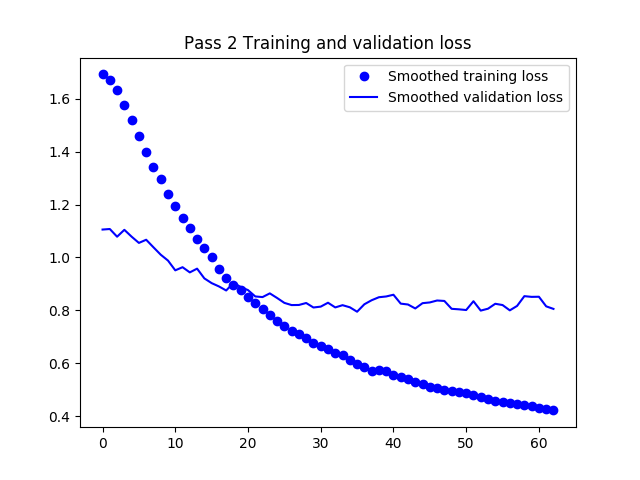 Pass 2 Training and validation loss
Smoothed training loss
Smoothed validation loss
1.6
1.4
1.2
1.0
0.8
0.6
0.4
0 10 20 30 40 50 60